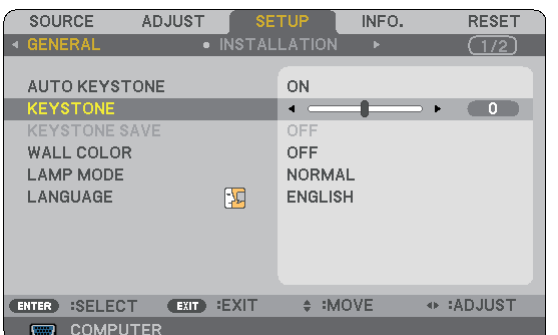 SOURCE ADJUST SETUP INFO. RESET
GENERAL INSTALLATION 1/2
AUTO KEYSTONE ON
KEYSTONE 0
KEYSTONE SAVE OFF
WALL COLOR OFF
LAMP MODE NORMAL
LANGUAGE ENGLISH
ENTER :SELECT EXIT :EXIT :MOVE :ADJUST
COMPUTER